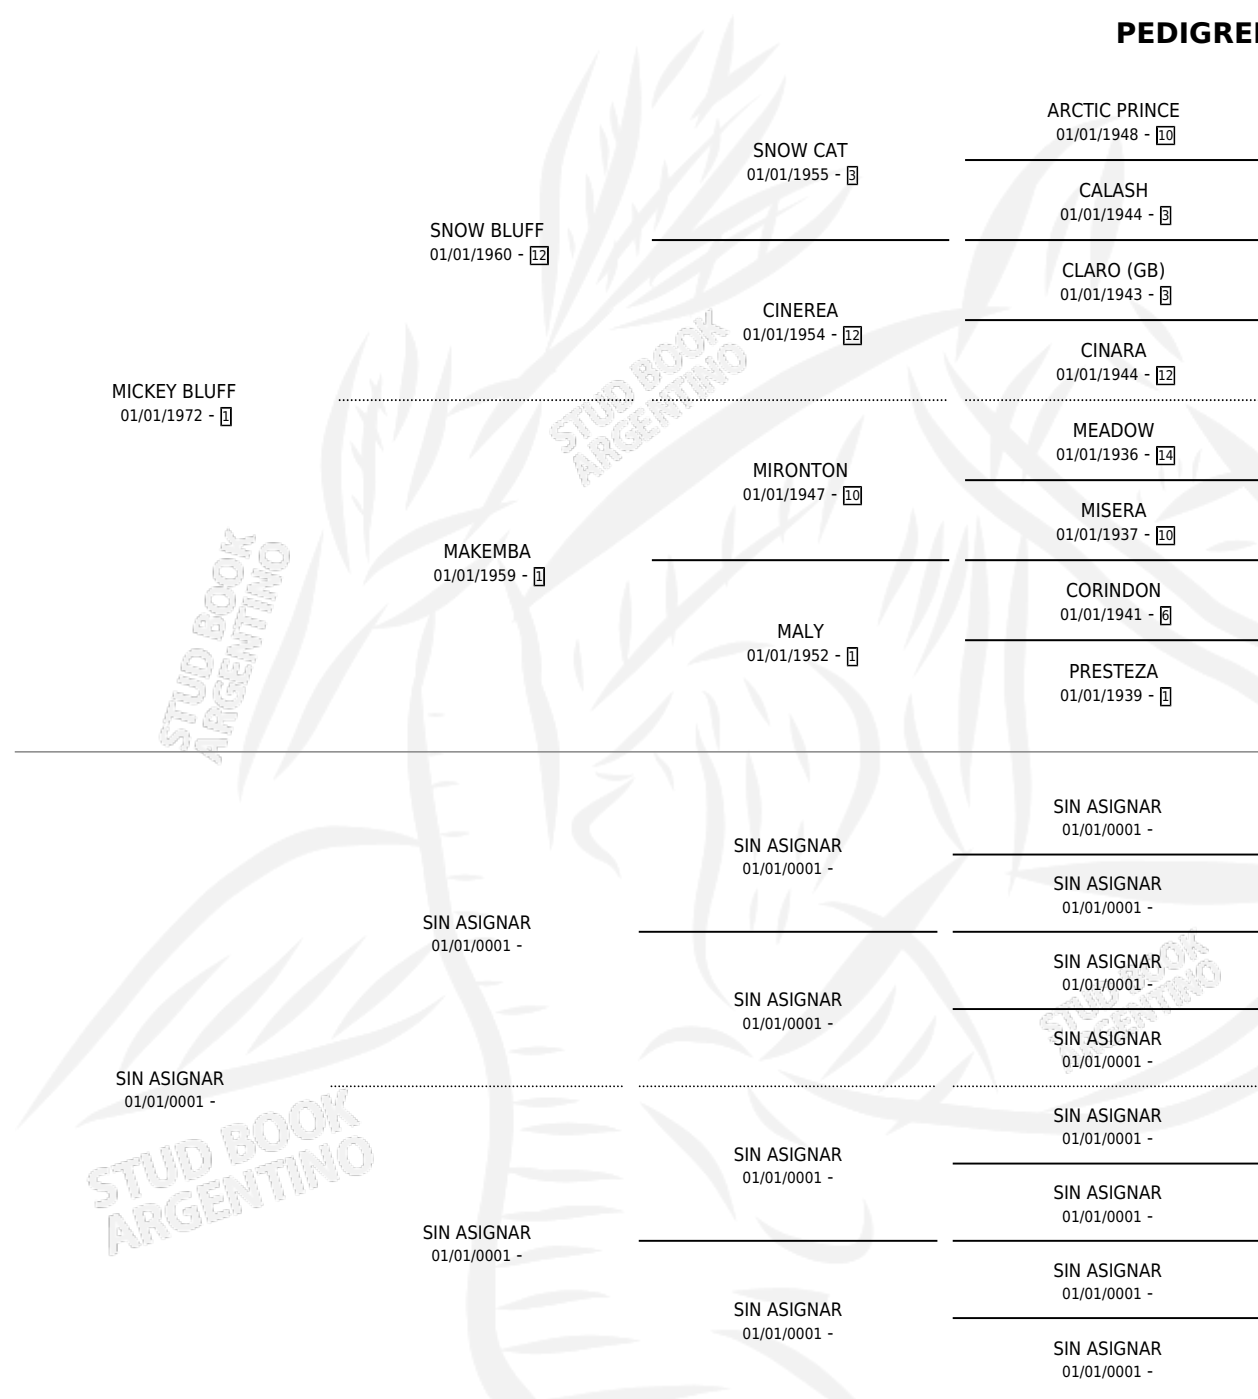 PEDIGREE
ARCTIC PRINCE
01/01/1948 - 10
SNOW CAT
01/01/1955 - 3
CALASH
01/01/1944 - 3
SNOW BLUFF
01/01/1960 - 12
CLARO (GB)
01/01/1943 - 3
CINEREA
01/01/1954 - 12
CINARA
01/01/1944 - 12
MICKEY BLUFF
01/01/1972 - 1
MEADOW
01/01/1936 - 14
MIRONTON
01/01/1947 - 10
MISERA
01/01/1937 - 10
MAKEMBA
01/01/1959 - 1
CORINDON
01/01/1941 - 6
MALY
01/01/1952 - 1
PRESTEZA
01/01/1939 - 1
SIN ASIGNAR
01/01/0001 -
SIN ASIGNAR
01/01/0001 -
SIN ASIGNAR
01/01/0001 -
SIN ASIGNAR
01/01/0001 -
SIN ASIGNAR
01/01/0001 -
SIN ASIGNAR
01/01/0001 -
SIN ASIGNAR
01/01/0001 -
SIN ASIGNAR
01/01/0001 -
SIN ASIGNAR
01/01/0001 -
SIN ASIGNAR
01/01/0001 -
SIN ASIGNAR
01/01/0001 -
SIN ASIGNAR
01/01/0001 -
SIN ASIGNAR
01/01/0001 -
SIN ASIGNAR
01/01/0001 -
SIN ASIGNAR
01/01/0001 -
STUD BOOK
ARGENTINO
STUD BOOK
ARGENTINO
STUD BOOK
ARGENTINO
STUD BOOK
ARGENTINO